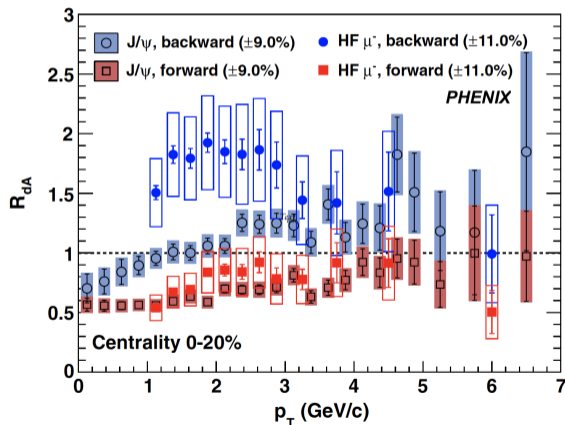 3
2.5
2
1.5
1
0.5
0
R_dA
J/ψ, backward (±9.0%)
HF μ⁻, backward (±11.0%)
J/ψ, forward (±9.0%)
HF μ⁻, forward (±11.0%)
PHENIX
Centrality 0-20%
0 1 2 3 4 5 6 7
p_T (GeV/c)